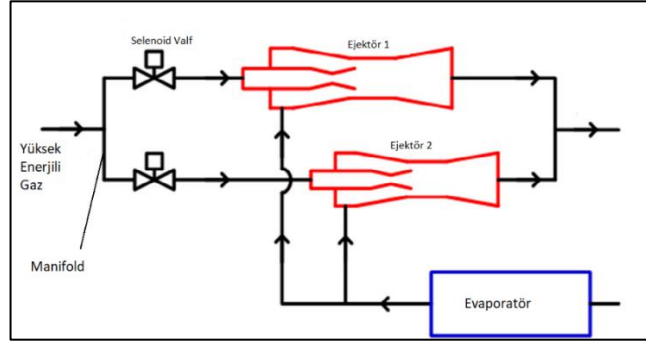 Selenoid Valf
Ejektör 1
Yüksek
Enerjili
Gaz
Ejektör 2
Manifold
Evaporatör